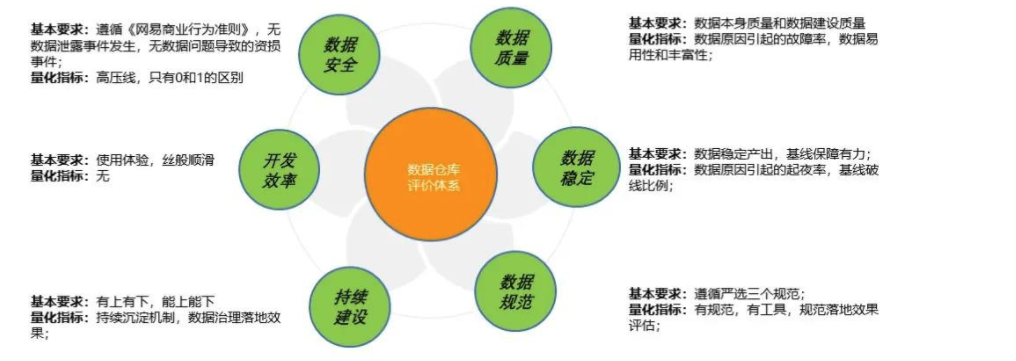 基本要求：遵循《网易商业行为准则》，无
数据泄露事件发生，无数据问题导致的资损
事件；
量化指标：高压线，只有0和1的区别
数据
安全
数据
质量
基本要求：数据本身质量和数据建设质量
量化指标：数据原因引起的故障率，数据易
用性和丰富性；
基本要求：使用体验，丝般顺滑
量化指标：无
开发
效率
数据仓库
评价体系
数据
稳定
基本要求：数据稳定产出，基线保障有力；
量化指标：数据原因引起的起夜率，基线破
线比例；
基本要求：有上有下，能上能下
量化指标：持续沉淀机制，数据治理落地效
果；
持续
建设
数据
规范
基本要求：遵循严选三个规范；
量化指标：有规范，有工具，规范落地效果
评估；